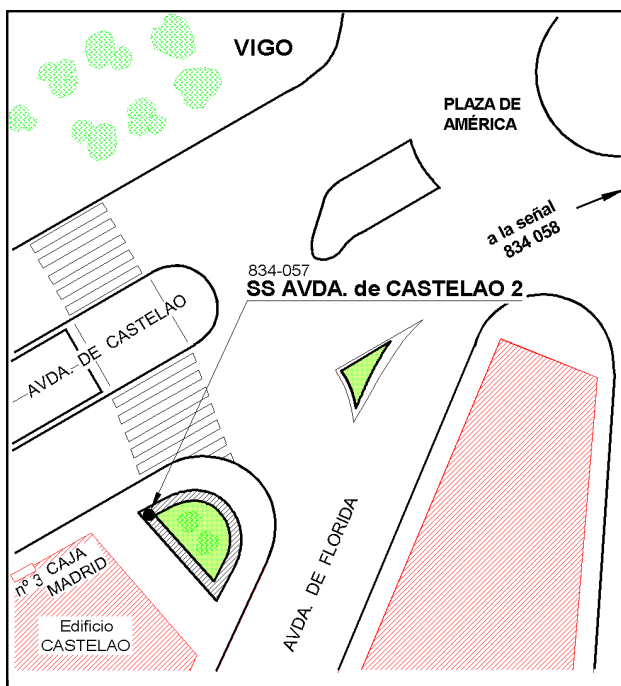 VIGO
PLAZA DE
AMÉRICA
a la señal
834 058
834-057
SS AVDA. de CASTELAO 2
AVDA. DE CASTELAO
AVDA. DE FLORIDA
nº 3 CAJA
MADRID
Edificio
CASTELAO